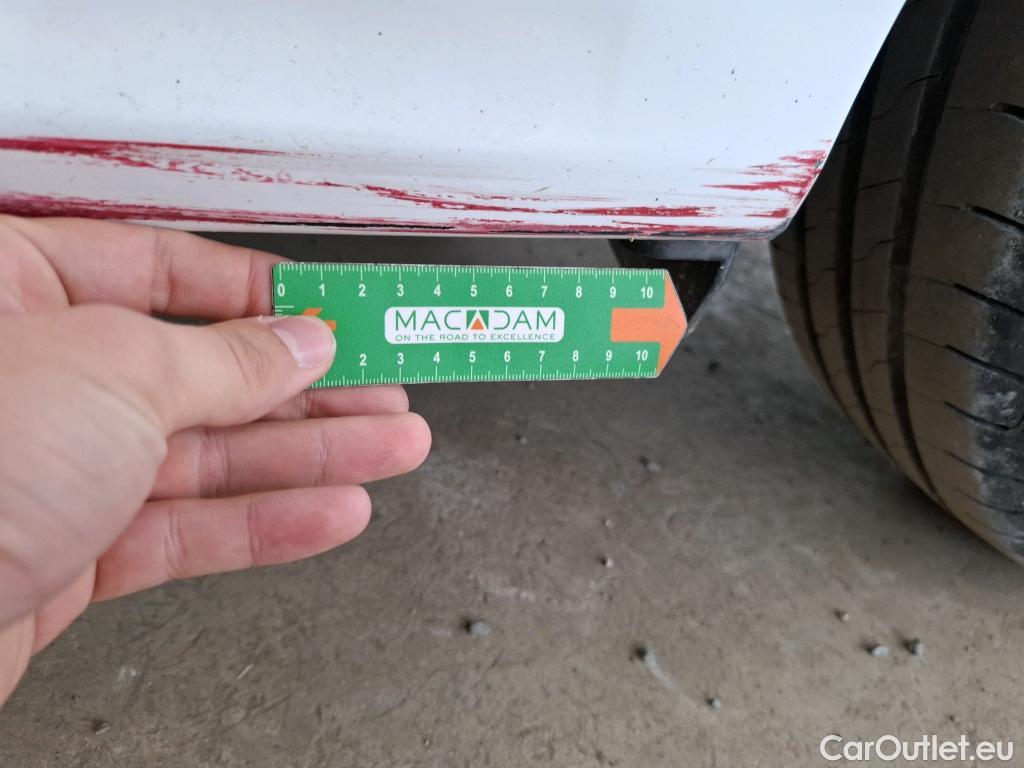 0 1 2 3 4 5 6 7 8 9 10
MACADAM
ON THE ROAD TO EXCELLENCE
2 3 4 5 6 7 8 9 10
CarOutlet.eu